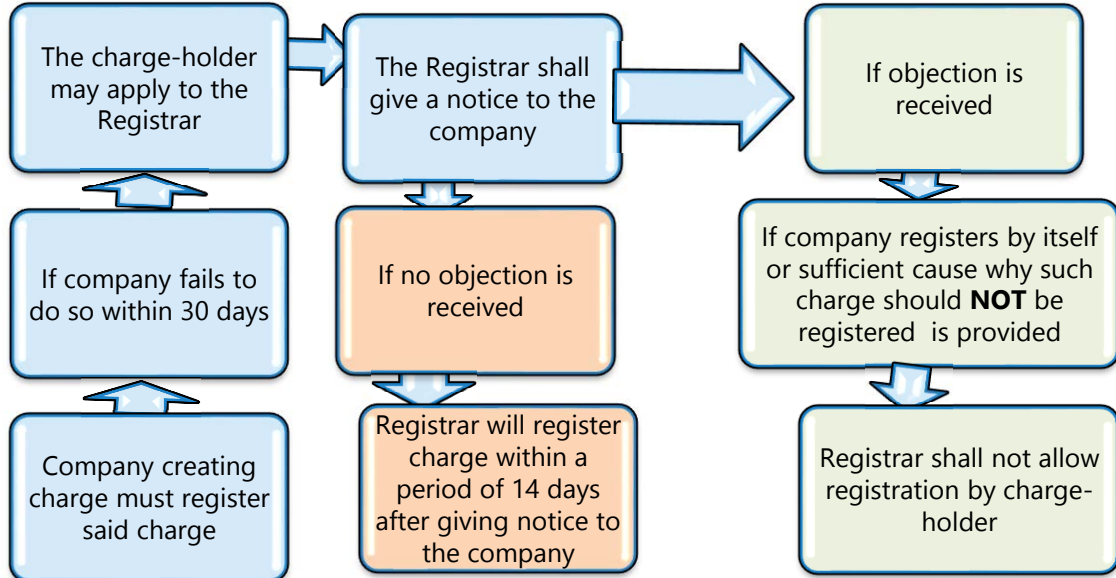 The charge-holder
may apply to the
Registrar
The Registrar shall
give a notice to the
company
If objection is
received
If company fails to
do so within 30 days
If no objection is
received
If company registers by itself
or sufficient cause why such
charge should NOT be
registered is provided
Company creating
charge must register
said charge
Registrar will register
charge within a
period of 14 days
after giving notice to
the company
Registrar shall not allow
registration by charge-
holder